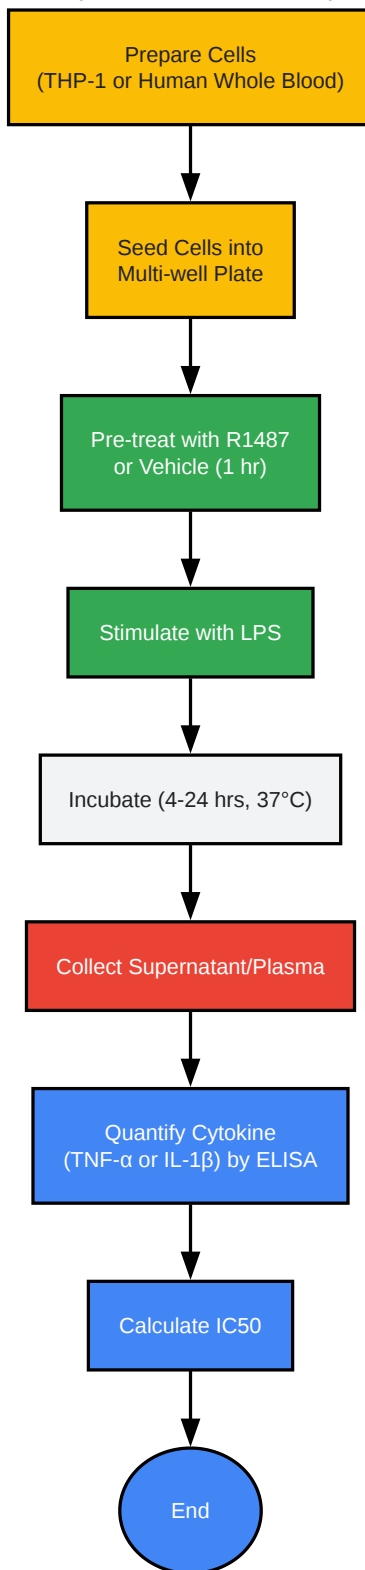 Prepare Cells
(THP-1 or Human Whole Blood)
Seed Cells into
Multi-well Plate
Pre-treat with R1487
or Vehicle (1 hr)
Stimulate with LPS
Incubate (4-24 hrs, 37°C)
Collect Supernatant/Plasma
Quantify Cytokine
(TNF-α or IL-1β) by ELISA
Calculate IC50
End